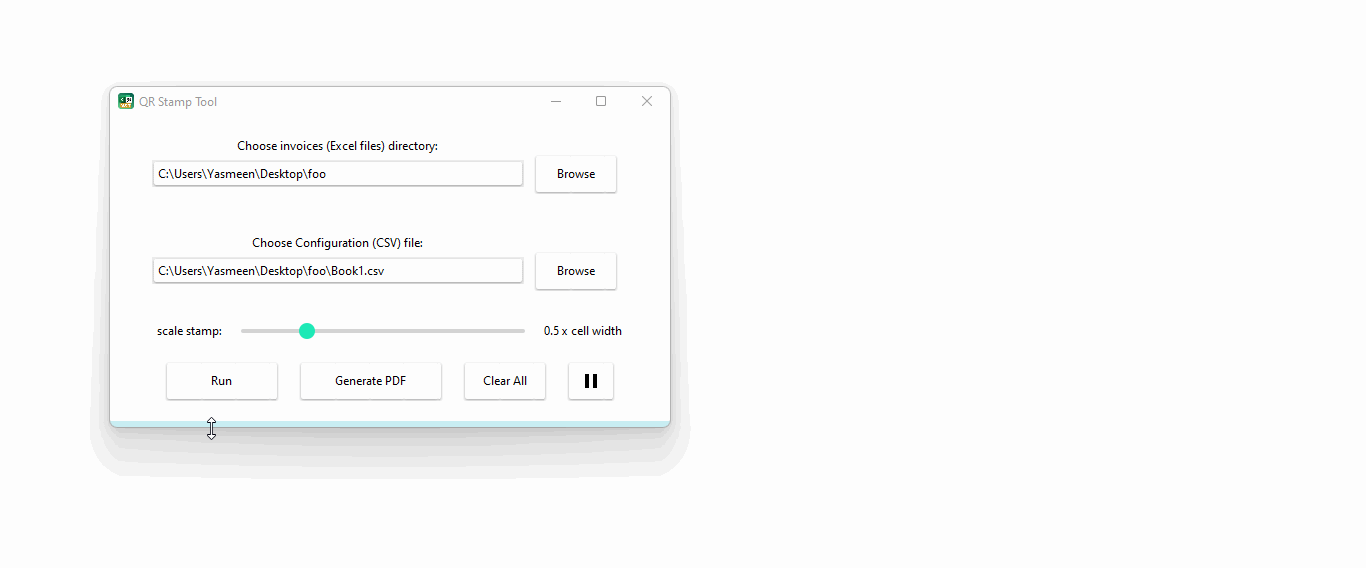 QR Stamp Tool
Choose invoices (Excel files) directory:
C:\Users\Yasmeen\Desktop\foo
Browse
Choose Configuration (CSV) file:
C:\Users\Yasmeen\Desktop\foo\Book1.csv
Browse
scale stamp:
0.5 x cell width
Run
Generate PDF
Clear All